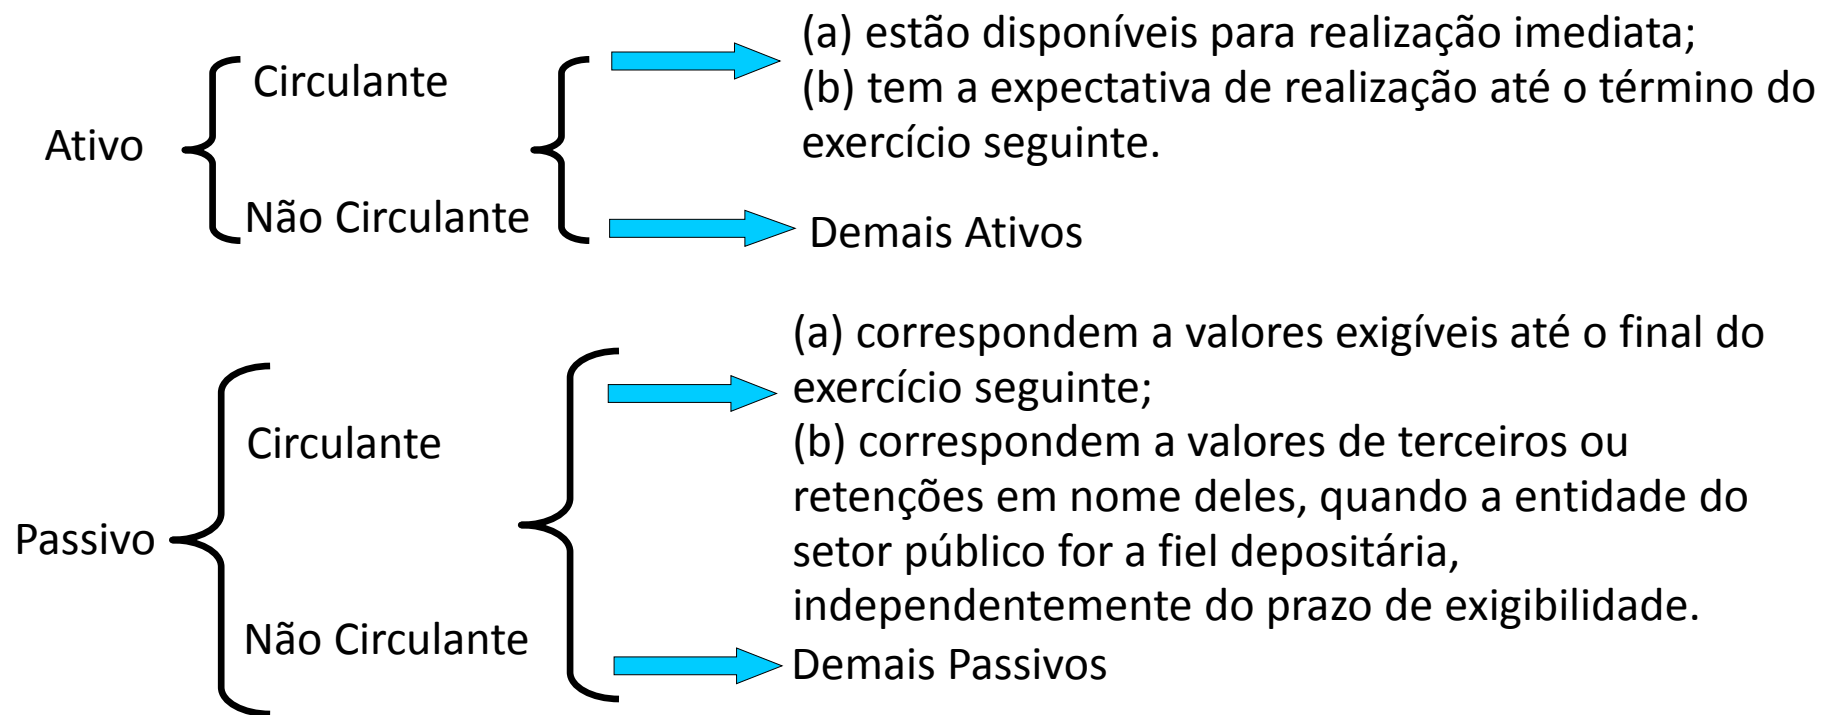 Ativo
Circulante
(a) estão disponíveis para realização imediata;
(b) tem a expectativa de realização até o término do
exercício seguinte.
Não Circulante
Demais Ativos
Passivo
Circulante
(a) correspondem a valores exigíveis até o final do
exercício seguinte;
(b) correspondem a valores de terceiros ou
retenções em nome deles, quando a entidade do
setor público for a fiel depositária,
independentemente do prazo de exigibilidade.
Não Circulante
Demais Passivos